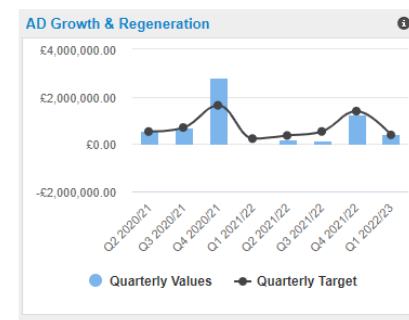 AD Growth & Regeneration
£4,000,000.00
£2,000,000.00
£0.00
-£2,000,000.00
Q2 2020/21
Q3 2020/21
Q4 2020/21
Q1 2021/22
Q2 2021/22
Q3 2021/22
Q4 2021/22
Q1 2022/23
Quarterly Values
Quarterly Target